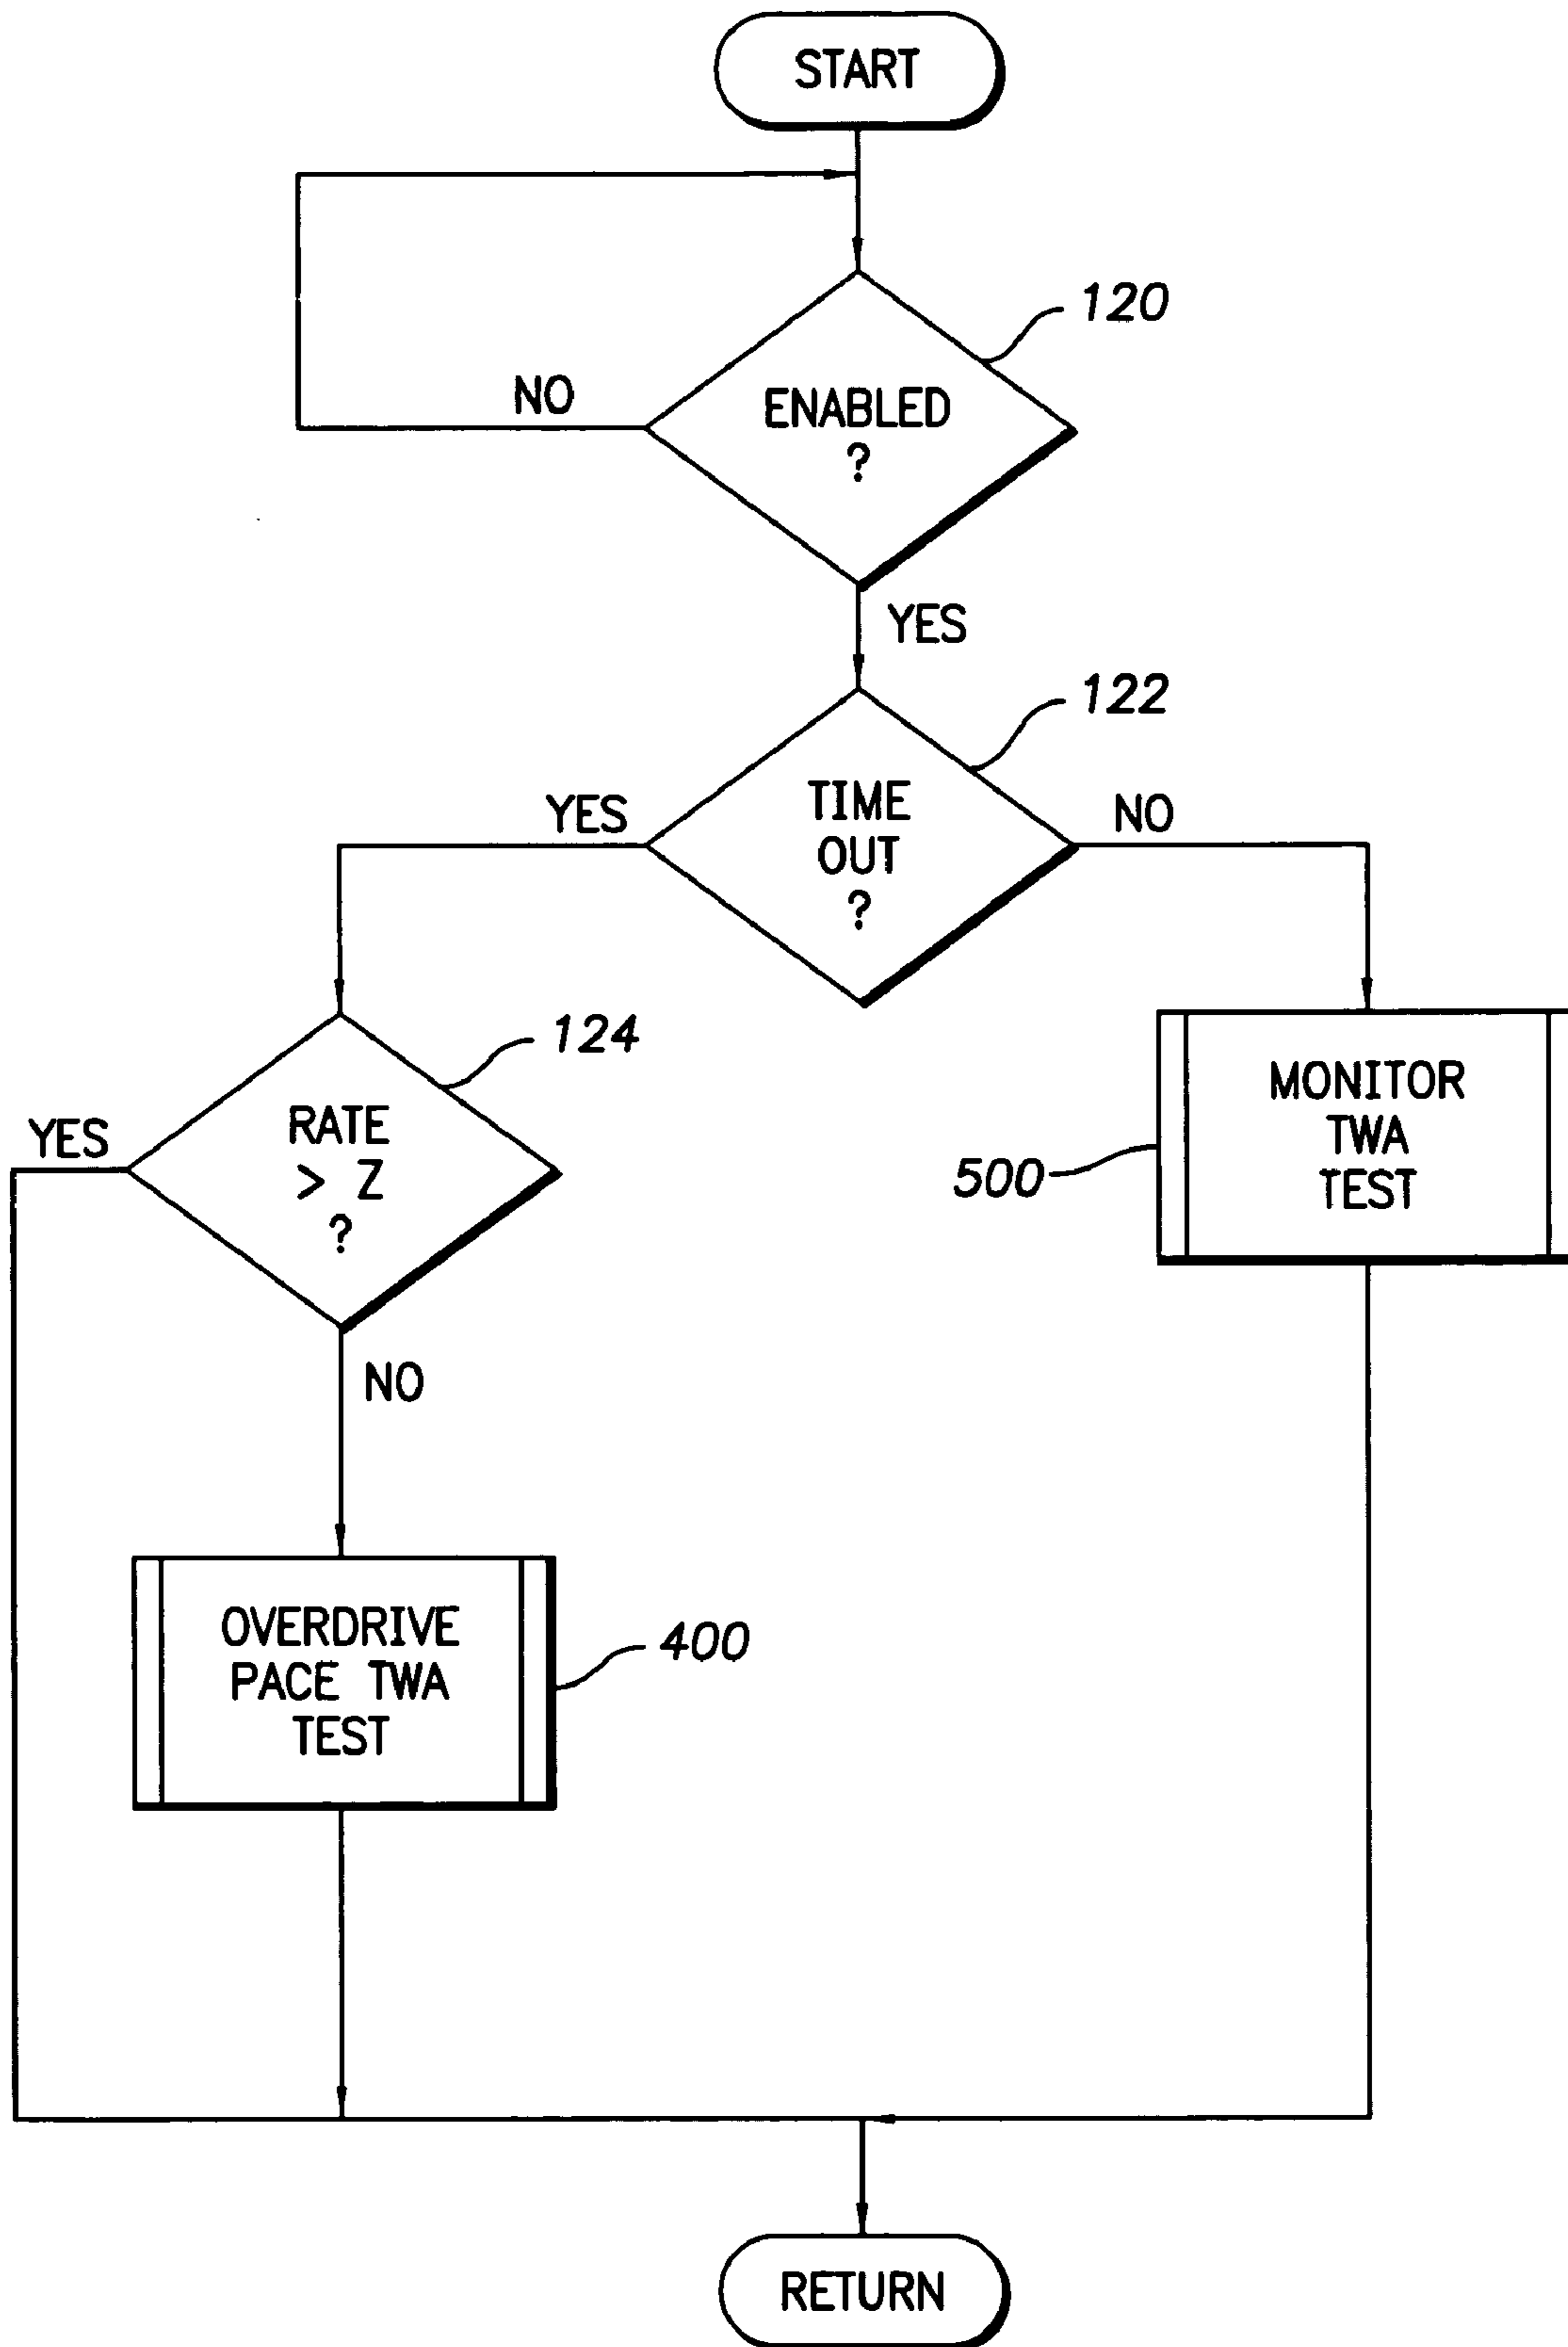 START
120
NO
ENABLED
?
YES
122
YES
TIME
OUT
?
NO
124
YES
RATE
> Z
?
NO
500
MONITOR
TWA
TEST
OVERDRIVE
PACE TWA
TEST
400
RETURN